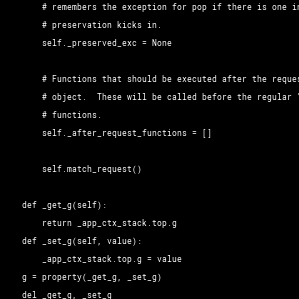 # remembers the exception for pop if there is one in
# preservation kicks in.
self._preserved_exc = None
# Functions that should be executed after the reques
# object.  These will be called before the regular "
# functions.
self._after_request_functions = []
self.match_request()
def _get_g(self):
return _app_ctx_stack.top.g
def _set_g(self, value):
_app_ctx_stack.top.g = value
g = property(_get_g, _set_g)
del _get_g, _set_g